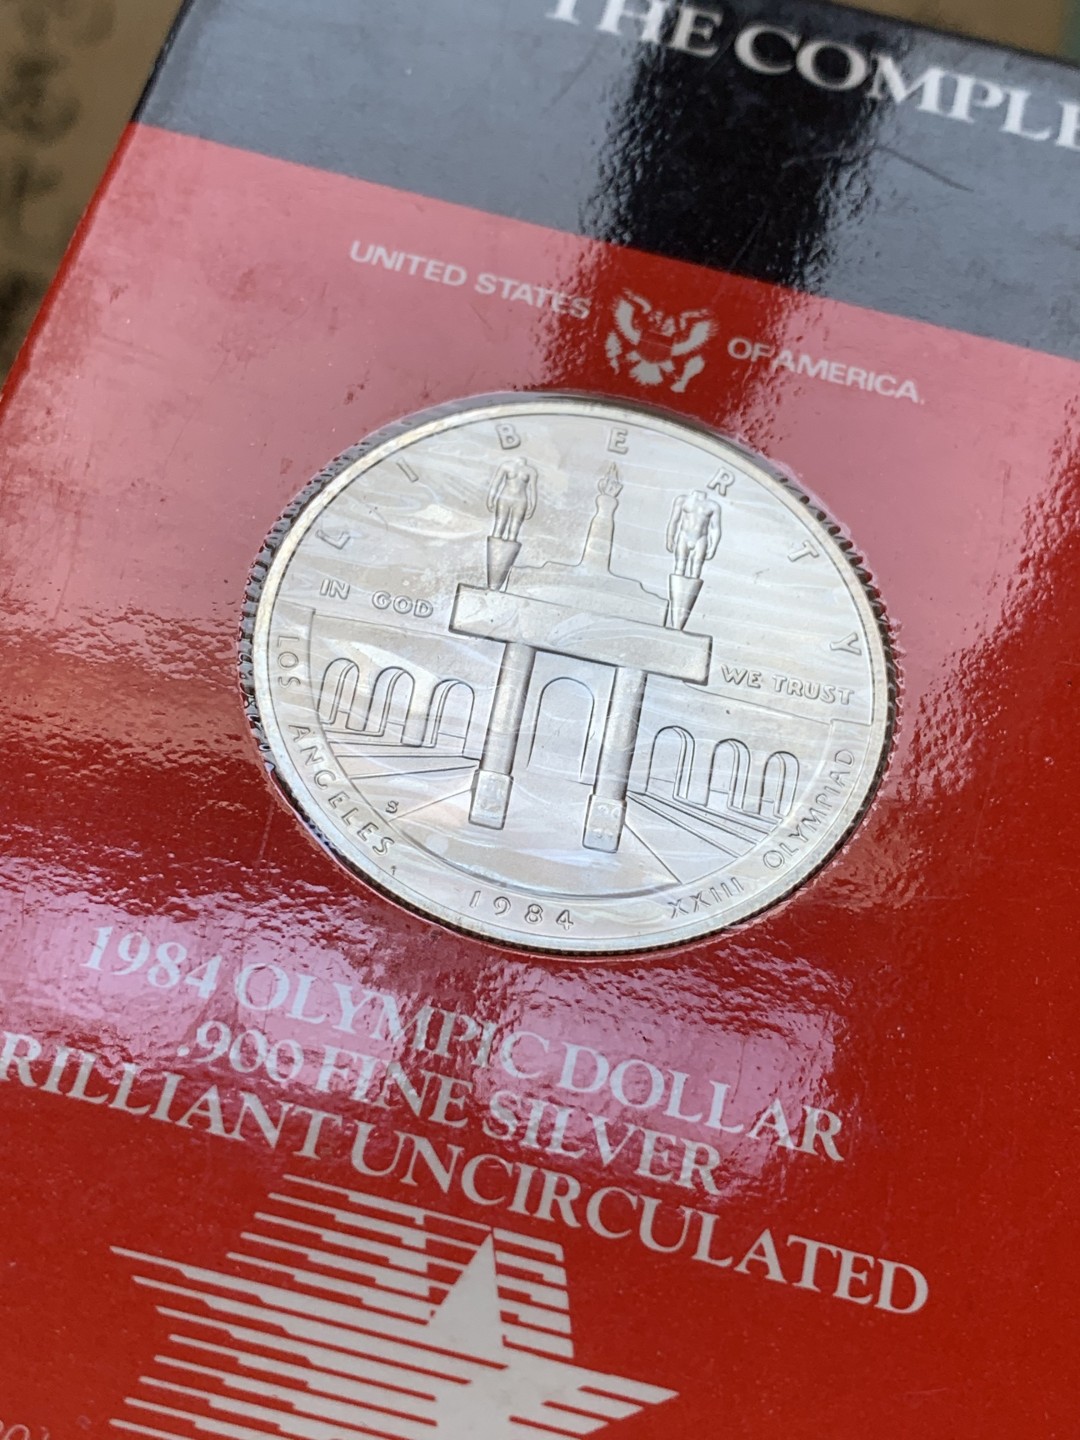 THE COMPLE
UNITED STATES OF AMERICA.
LIBERTY
IN GOD WE TRUST
LOS ANGELES
S
1984
XXIII OLYMPIAD
1984 OLYMPIC DOLLAR
.900 FINE SILVER
RILLIANT UNCIRCULATED